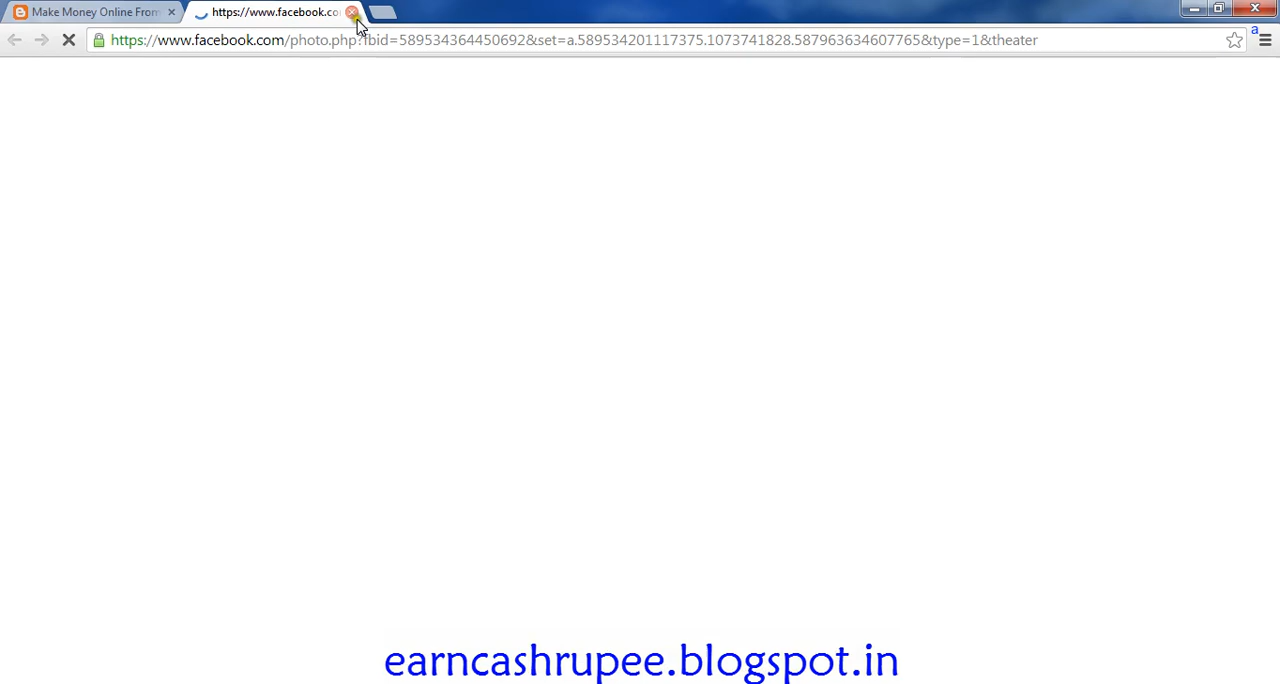 Make Money Online From
https://www.facebook.co
https://www.facebook.com/photo.php?fbid=589534364450692&set=a.589534201117375.1073741828.587963634607765&type=1&theater
a
earncashrupee.blogspot.in